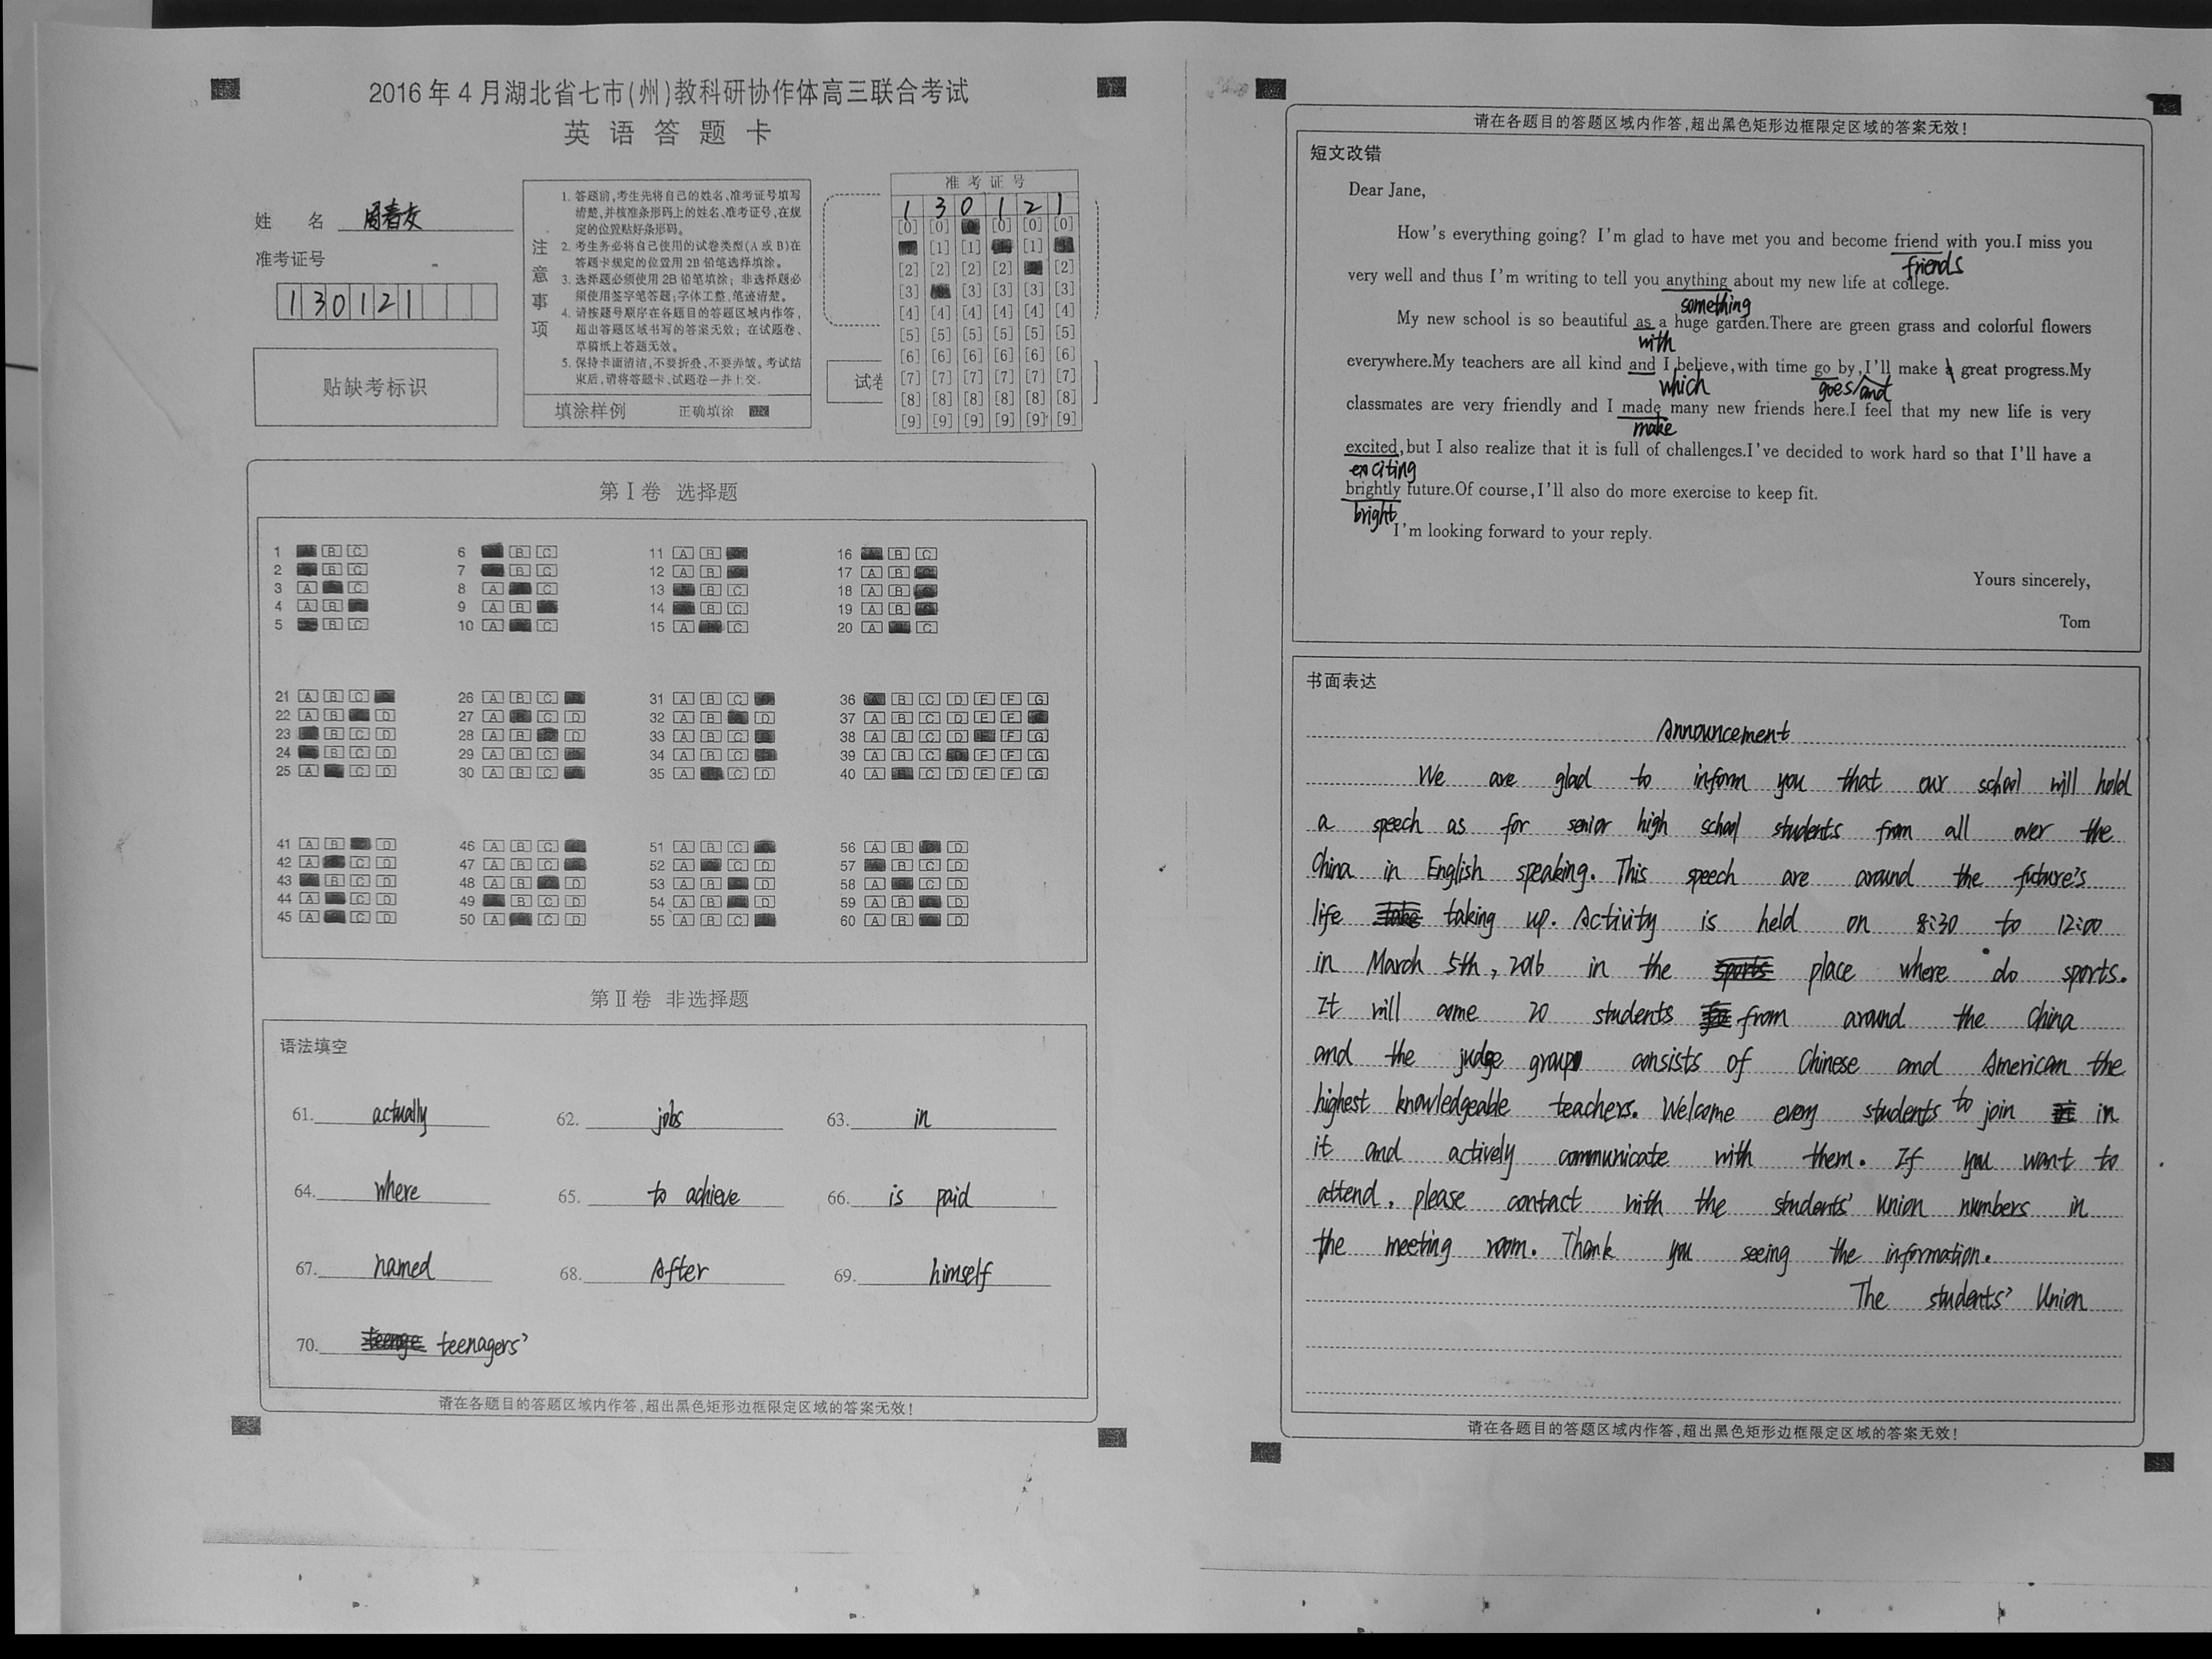 2016年4月湖北省七市(州)教科研协作体高三联合考试
英语答题卡
姓 名 周春友
准考证号
130121
贴缺考标识
注意事项
1. 答题前,考生先将自己的姓名、准考证号填写
清楚,并核准条形码上的姓名、准考证号,在规
定的位置贴好条形码。
2. 考生务必将自己使用的试卷类型(A 或 B)在
答题卡规定的位置用 2B 铅笔选择填涂。
3. 选择题必须使用 2B 铅笔填涂; 非选择题必
须使用签字笔答题;字体工整,笔迹清楚。
4. 请按题号顺序在各题目的答题区域内作答,
超出答题区域书写的答案无效; 在试题卷、
草稿纸上答题无效。
5. 保持卡面清洁,不要折叠、不要弄皱。考试结
束后,请将答题卡、试题卷一并上交.
填涂样例 正确填涂
试卷
准考证号
1 3 0 1 2 1
[0] [0] [0] [0] [0]
[1] [1] [1]
[2] [2] [2] [2] [2]
[3] [3] [3] [3] [3]
[4] [4] [4] [4] [4] [4]
[5] [5] [5] [5] [5] [5]
[6] [6] [6] [6] [6] [6]
[7] [7] [7] [7] [7] [7]
[8] [8] [8] [8] [8] [8]
[9] [9] [9] [9] [9] [9]
第Ⅰ卷 选择题
1 B C 6 B C 11 A B 16 B C
2 B C 7 B C 12 A B 17 A B
3 A C 8 A C 13 B C 18 A B
4 A B 9 A B 14 B C 19 A B
5 B C 10 A C 15 A C 20 A C
21 A B C 26 A B C 31 A B C 36 B C D E F G
22 A B D 27 A C D 32 A B D 37 A B C D E F
23 B C D 28 A B D 33 A B C 38 A B C D F G
24 B C D 29 A B C 34 A B C 39 A B C E F G
25 A C D 30 A B C 35 A C D 40 A C D E F G
41 A B D 46 A B C 51 A B C 56 A B D
42 A C D 47 A B C 52 A C D 57 B C D
43 B C D 48 A B D 53 A B D 58 A C D
44 A C D 49 B C D 54 A B D 59 A B D
45 A C D 50 A C D 55 A B C 60 A B D
第Ⅱ卷 非选择题
语法填空
61. actually 62. jobs 63. in
64. where 65. to achieve 66. is paid
67. named 68. After 69. himself
70. teenagers'
请在各题目的答题区域内作答,超出黑色矩形边框限定区域的答案无效!
请在各题目的答题区域内作答,超出黑色矩形边框限定区域的答案无效!
短文改错
Dear Jane,
How's everything going? I'm glad to have met you and become friend with you.I miss you
friends
very well and thus I'm writing to tell you anything about my new life at college.
something
My new school is so beautiful as a huge garden.There are green grass and colorful flowers
with
everywhere.My teachers are all kind and I believe,with time go by,I'll make a great progress.My
which goes and
classmates are very friendly and I made many new friends here.I feel that my new life is very
make
excited,but I also realize that it is full of challenges.I've decided to work hard so that I'll have a
exciting
brightly future.Of course,I'll also do more exercise to keep fit.
bright
I'm looking forward to your reply.
Yours sincerely,
Tom
书面表达
Announcement
We are glad to inform you that our school will hold
a speech as for senior high school students from all over the
China in English speaking. This speech are around the future's
life taking up. Activity is held on 8:30 to 12:00
in March 5th, 2016 in the place where do sports.
It will come 20 students from around the China
and the judge group consists of Chinese and American the
highest knowledgeable teachers. Welcome every students to join in
it and actively communicate with them. If you want to
attend, please contact with the students' Union numbers in
the meeting room. Thank you seeing the information.
The students' Union
请在各题目的答题区域内作答,超出黑色矩形边框限定区域的答案无效!